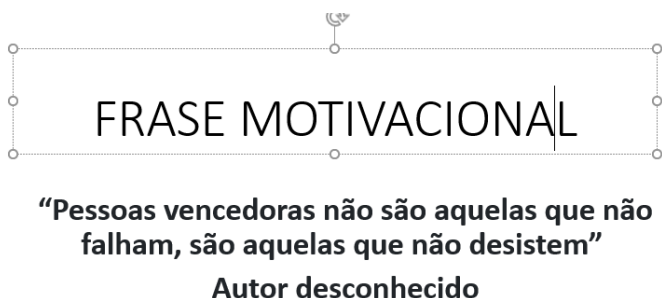 FRASE MOTIVACIONAL
“Pessoas vencedoras não são aquelas que não
falham, são aquelas que não desistem”
Autor desconhecido